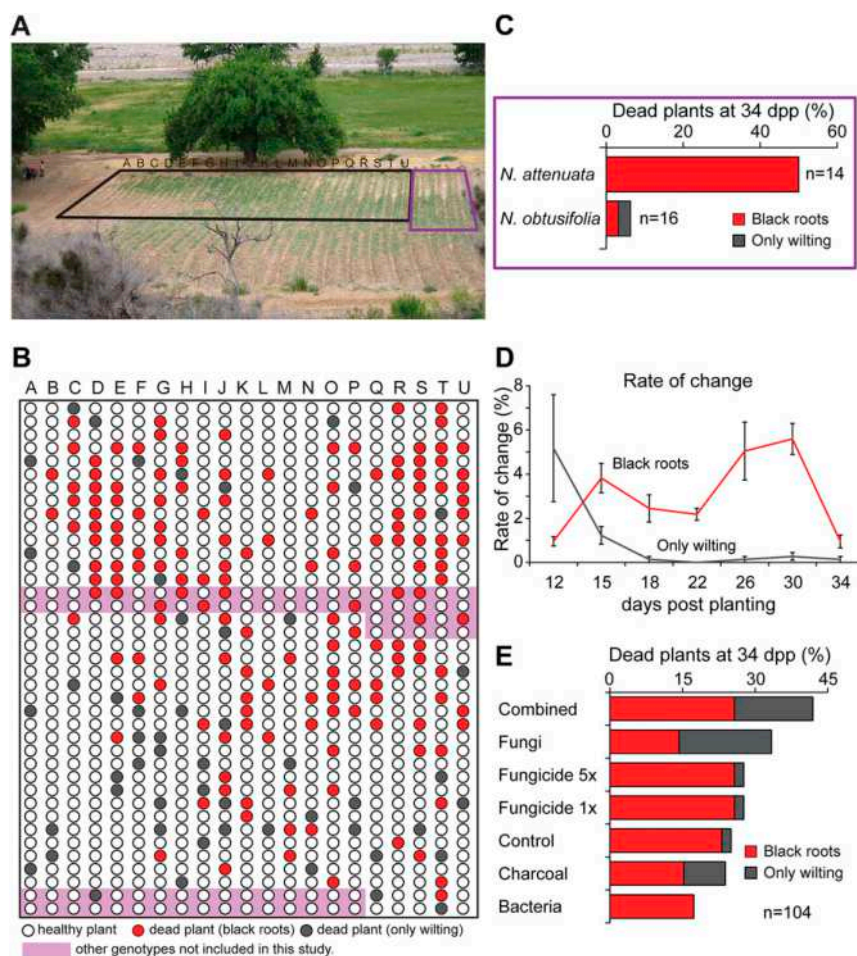 A
A B C D E F G H I J K L M N O P Q R S T U
B
A B C D E F G H I J K L M N O P Q R S T U
healthy plant dead plant (black roots) dead plant (only wilting)
other genotypes not included in this study.
C
Dead plants at 34 dpp (%)
0 20 40 60
N. attenuata n=14
N. obtusifolia n=16
Black roots
Only wilting
D
Rate of change
Rate of change (%)
8
6
4
2
0
Black roots
Only wilting
12 15 18 22 26 30 34
days post planting
E
Dead plants at 34 dpp (%)
0 15 30 45
Combined
Fungi
Fungicide 5x
Fungicide 1x
Control
Charcoal
Bacteria
Black roots
Only wilting
n=104